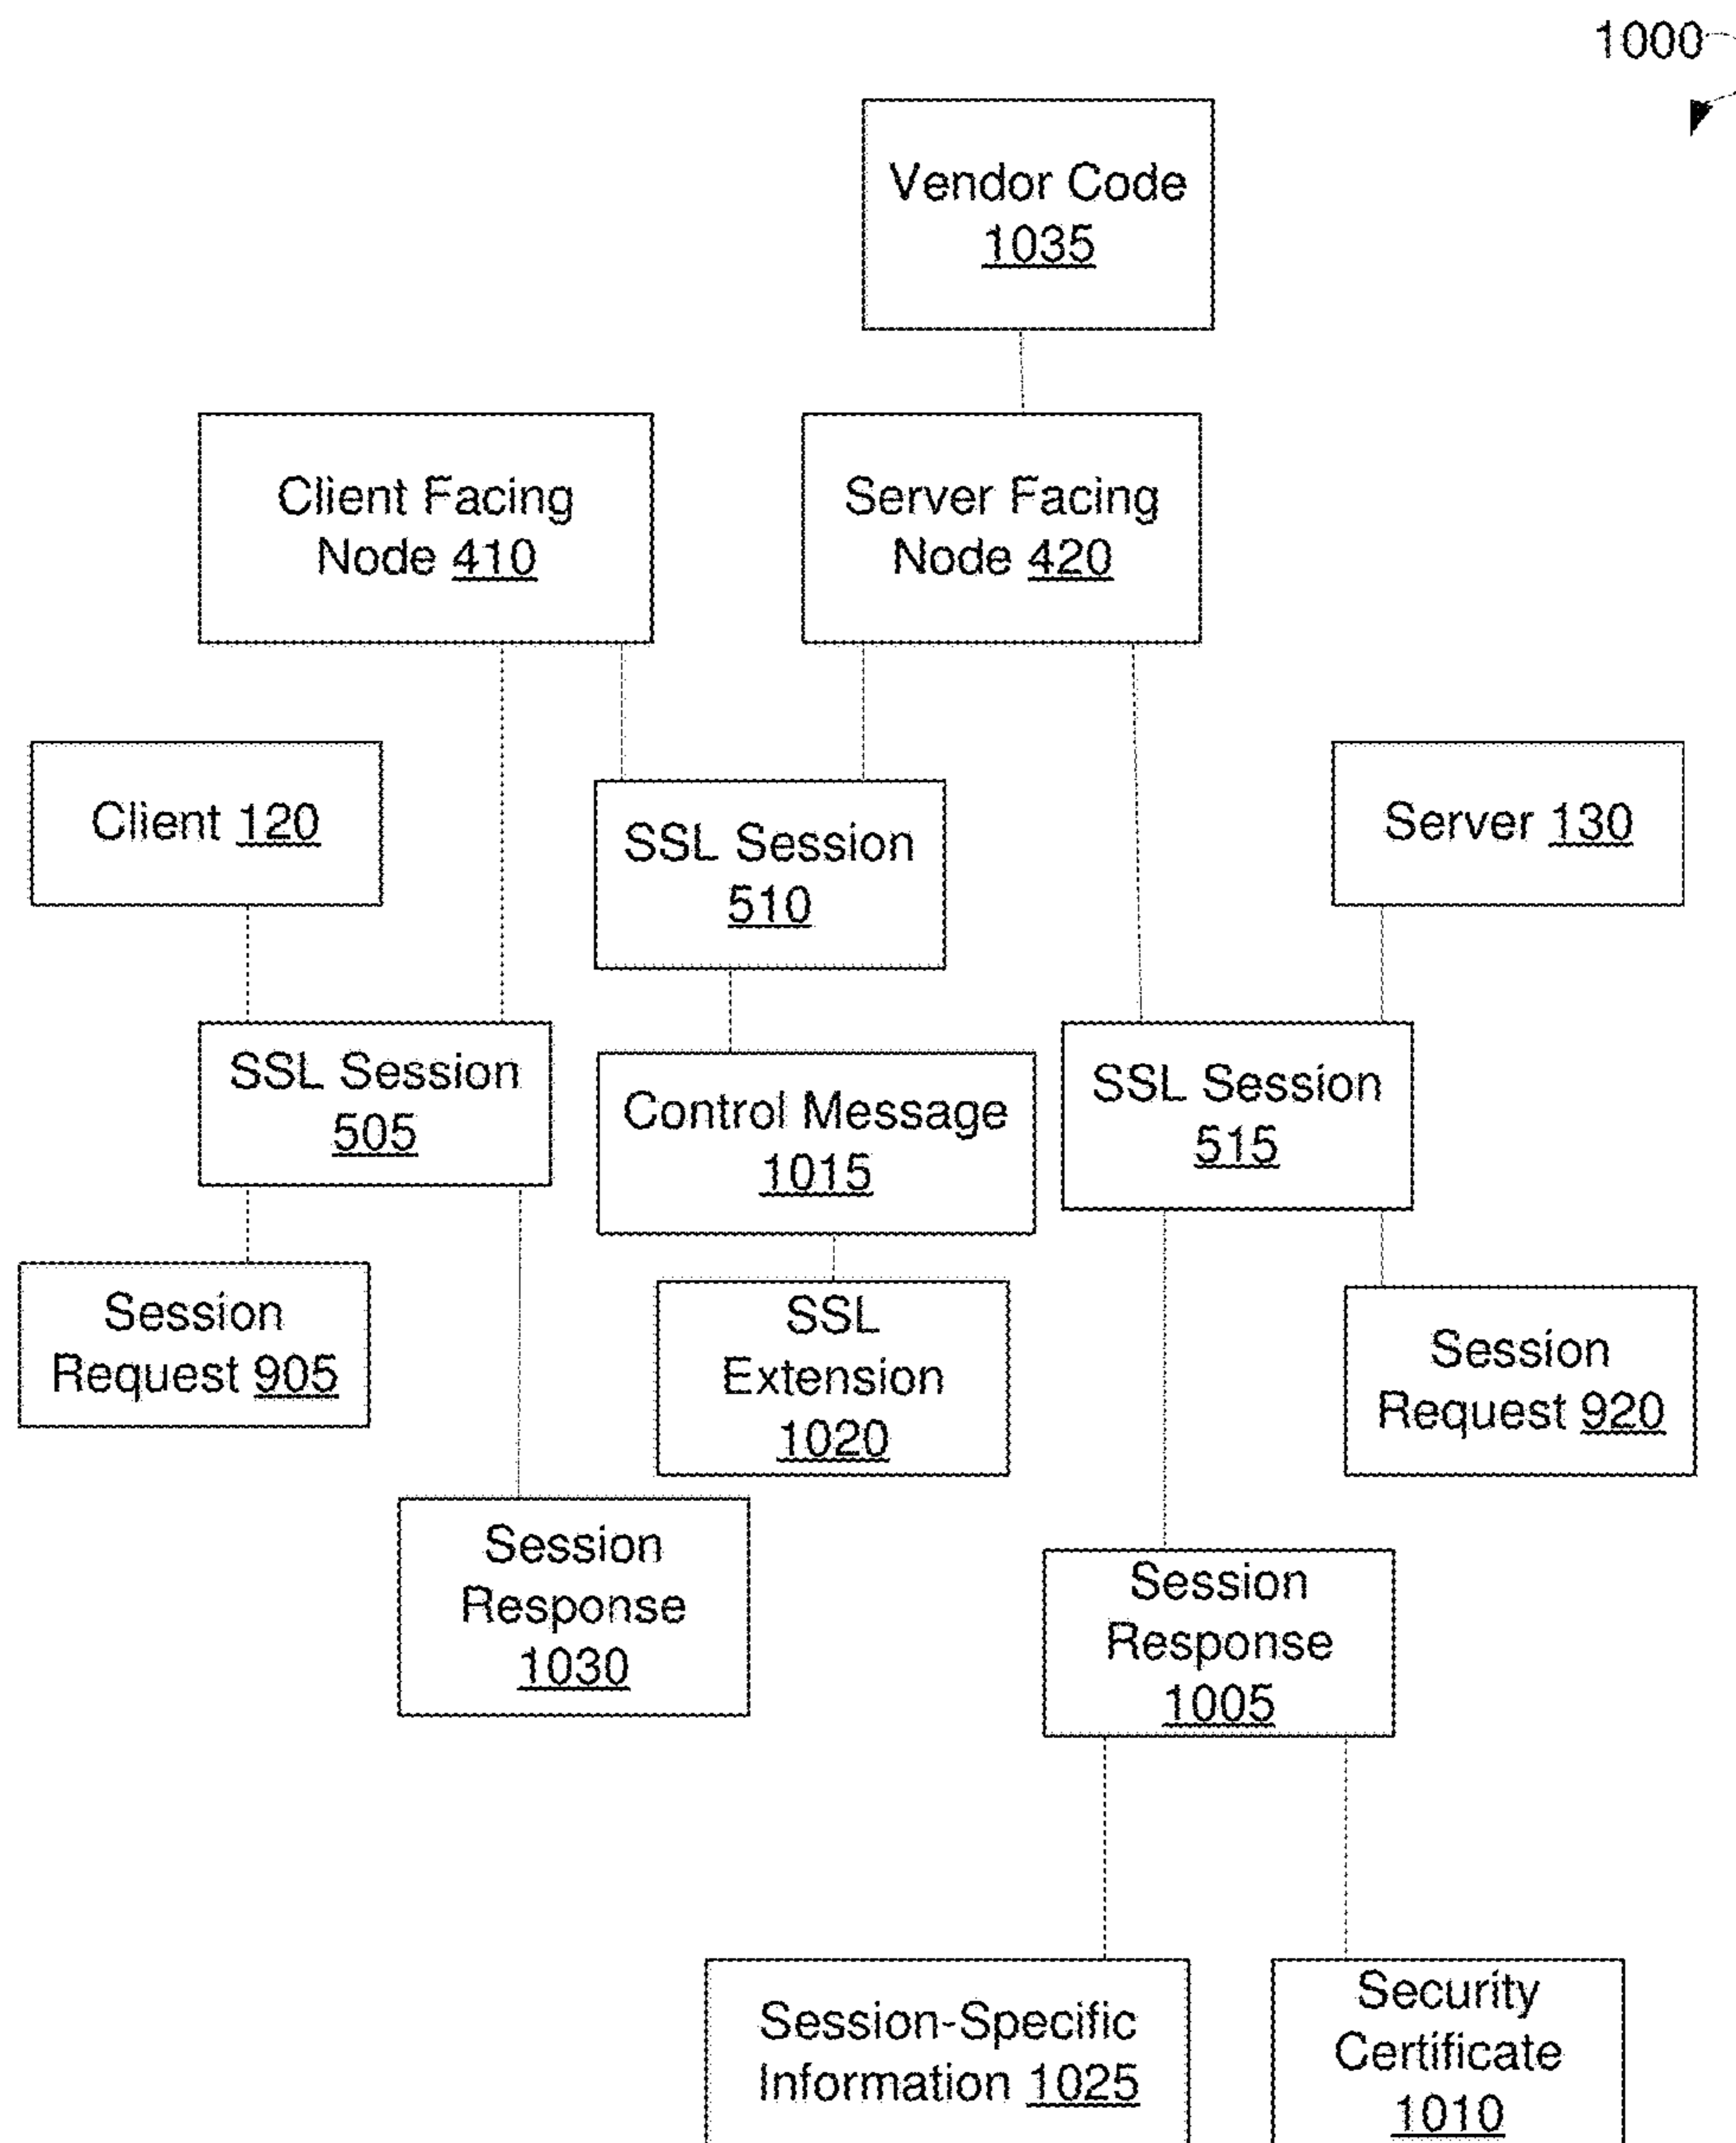 1000
Vendor Code
1035
Client Facing
Node 410
Server Facing
Node 420
Client 120
SSL Session
510
Server 130
SSL Session
505
Control Message
1015
SSL Session
515
Session
Request 905
SSL
Extension
1020
Session
Request 920
Session
Response
1030
Session
Response
1005
Session-Specific
Information 1025
Security
Certificate
1010